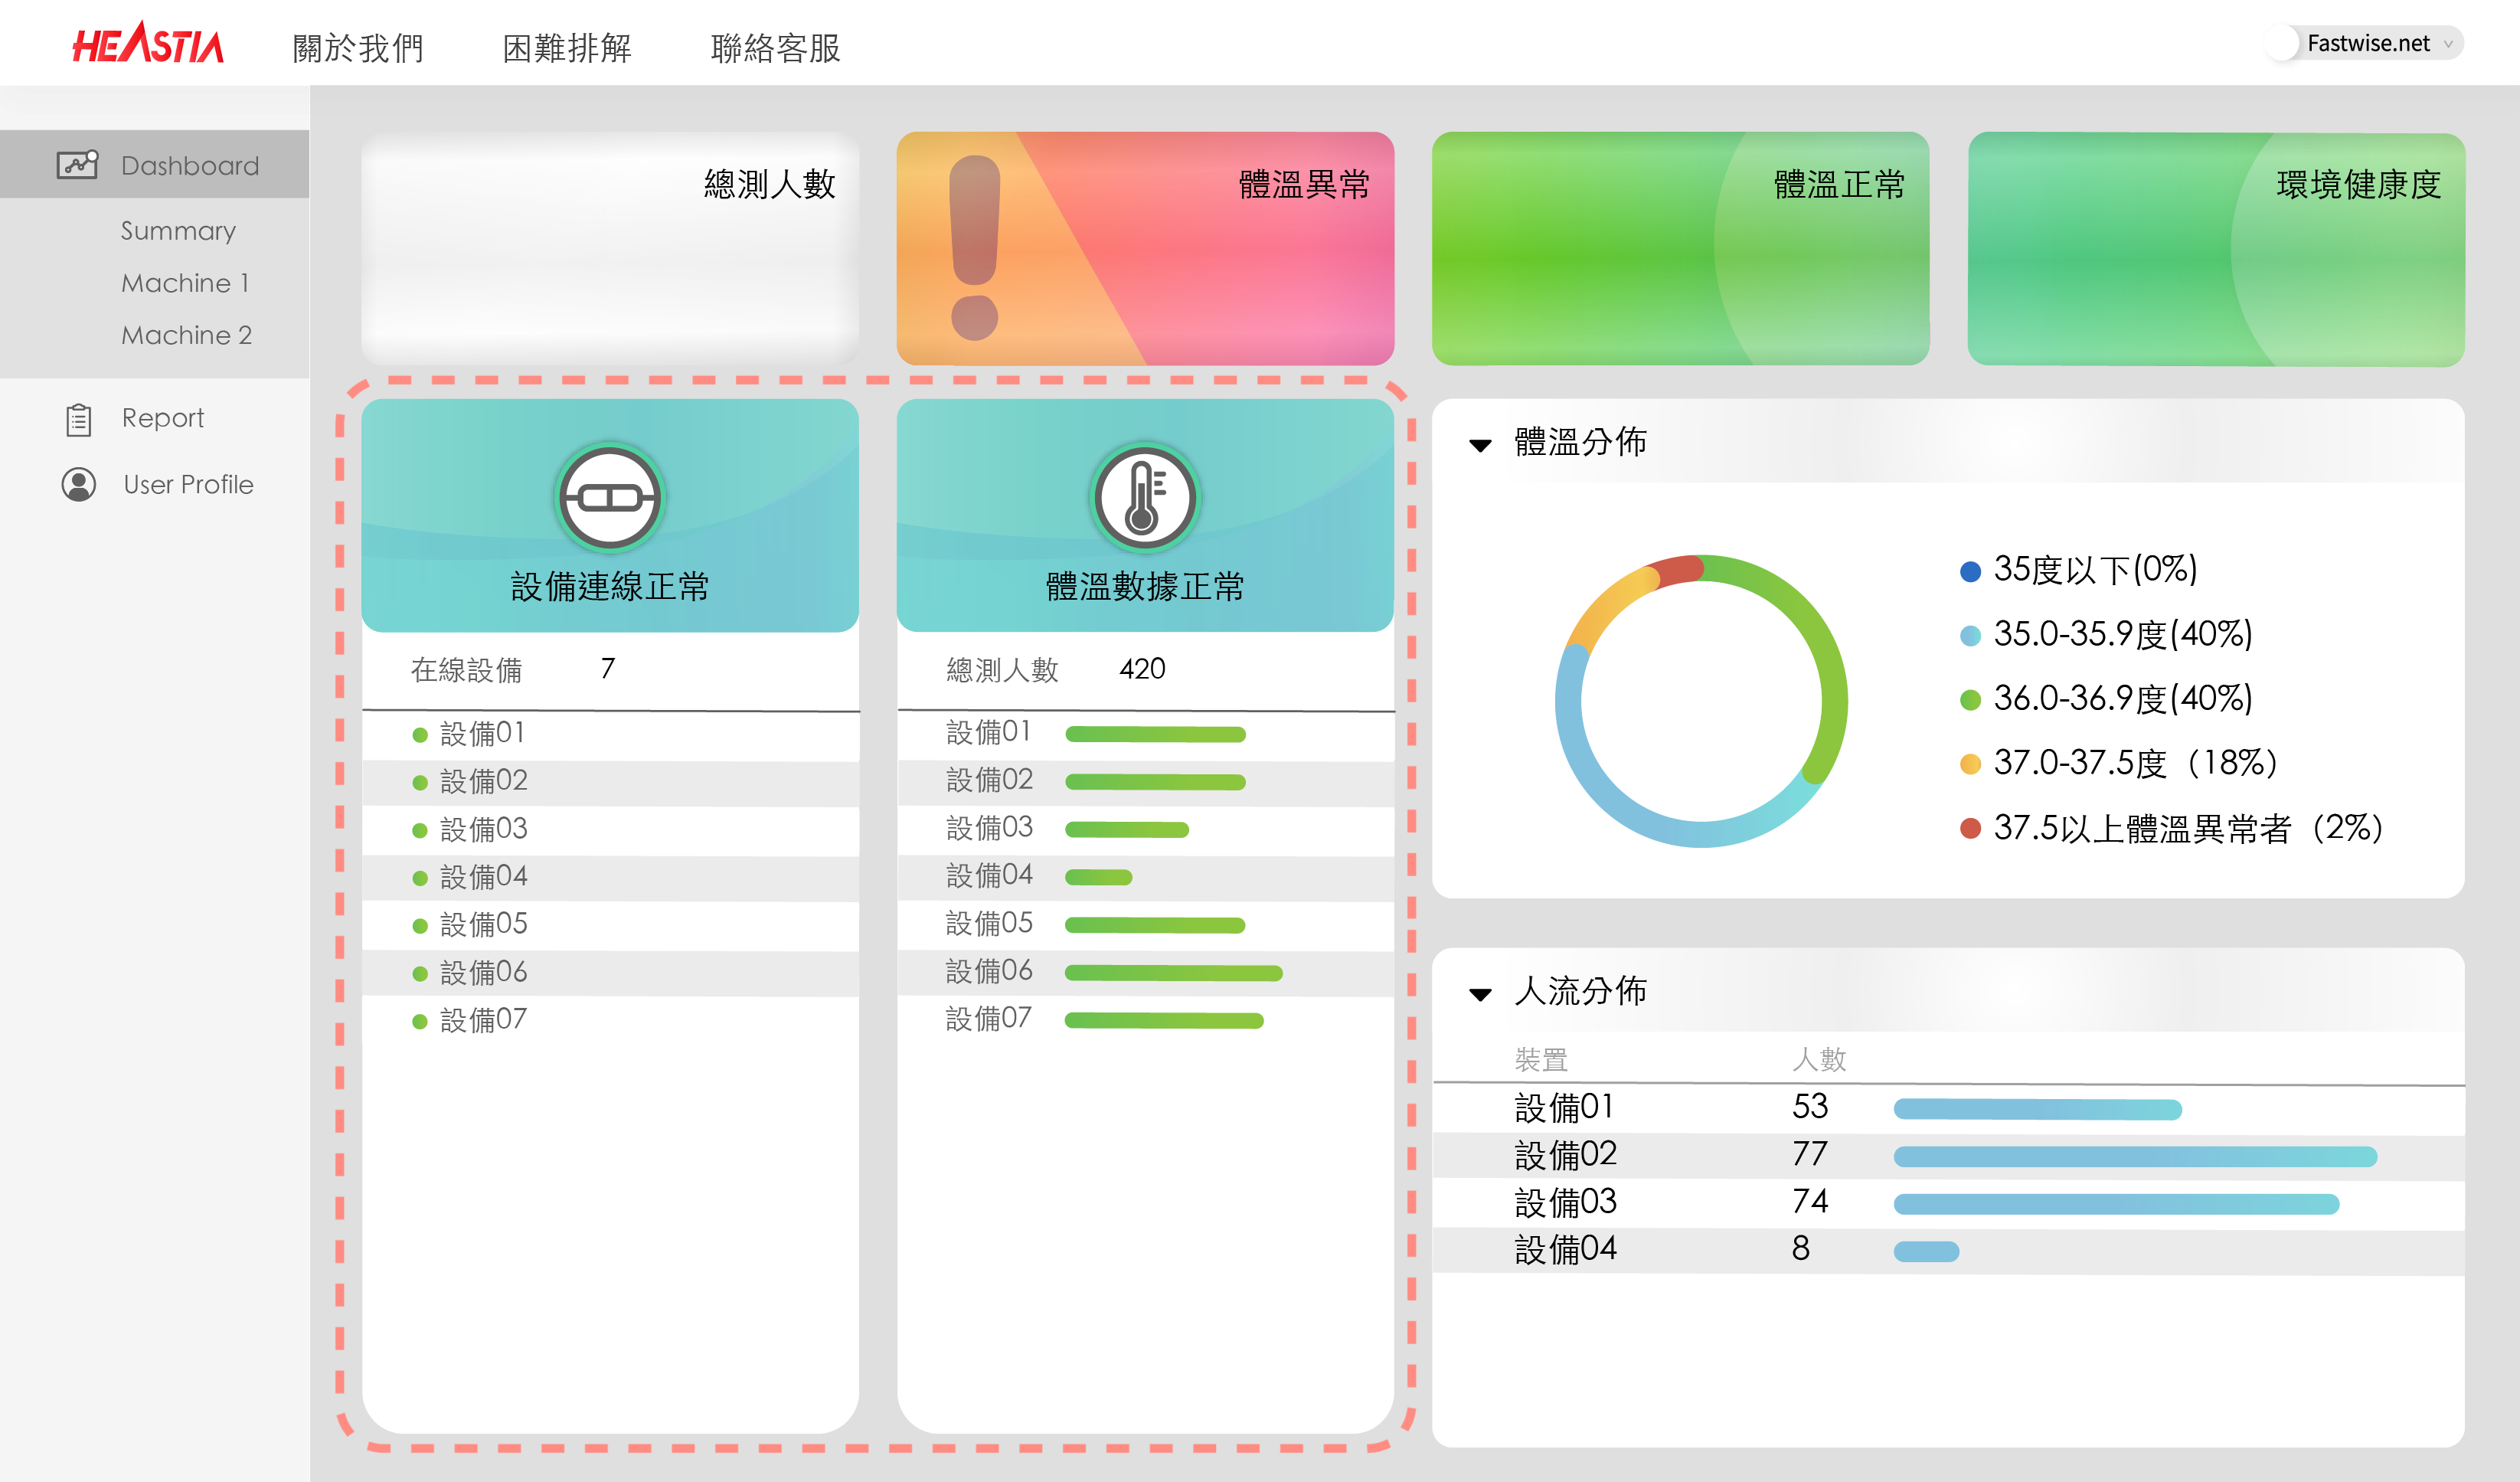 HEASTIA 關於我們 困難排解 聯絡客服 Fastwise.net
Dashboard
Summary
Machine 1
Machine 2
Report
User Profile
總測人數
體溫異常
體溫正常
環境健康度
設備連線正常
在線設備 7
設備01
設備02
設備03
設備04
設備05
設備06
設備07
體溫數據正常
總測人數 420
設備01
設備02
設備03
設備04
設備05
設備06
設備07
體溫分佈
35度以下(0%)
35.0-35.9度(40%)
36.0-36.9度(40%)
37.0-37.5度（18%）
37.5以上體溫異常者（2%）
人流分佈
裝置 人數
設備01 53
設備02 77
設備03 74
設備04 8